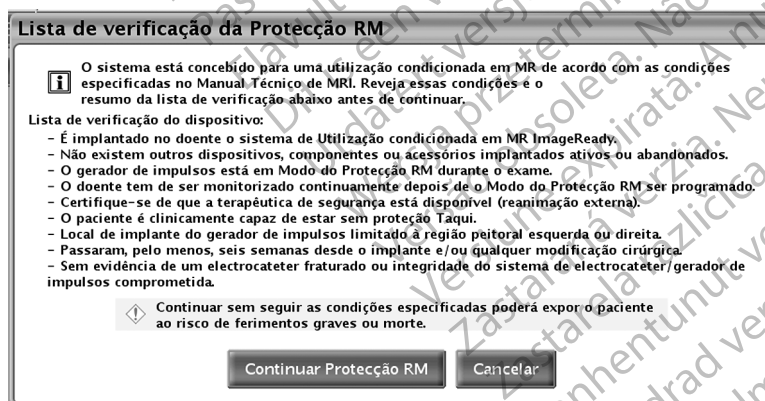 Lista de verificação da Protecção RM
O sistema está concebido para uma utilização condicionada em MR de acordo com as condições
especificadas no Manual Técnico de MRI. Reveja essas condições e o
resumo da lista de verificação abaixo antes de continuar.
Lista de verificação do dispositivo:
- É implantado no doente o sistema de Utilização condicionada em MR ImageReady.
- Não existem outros dispositivos, componentes ou acessórios implantados ativos ou abandonados.
- O gerador de impulsos está em Modo do Protecção RM durante o exame.
- O doente tem de ser monitorizado continuamente depois de o Modo do Protecção RM ser programado.
- Certifique-se de que a terapêutica de segurança está disponível (reanimação externa).
- O paciente é clinicamente capaz de estar sem proteção Taqui.
- Local de implante do gerador de impulsos limitado à região peitoral esquerda ou direita.
- Passaram, pelo menos, seis semanas desde o implante e/ou qualquer modificação cirúrgica.
- Sem evidência de um electrocateter fraturado ou integridade do sistema de electrocateter/gerador de
impulsos comprometida.
Continuar sem seguir as condições especificadas poderá expor o paciente
ao risco de ferimentos graves ou morte.
Continuar Protecção RM
Cancelar